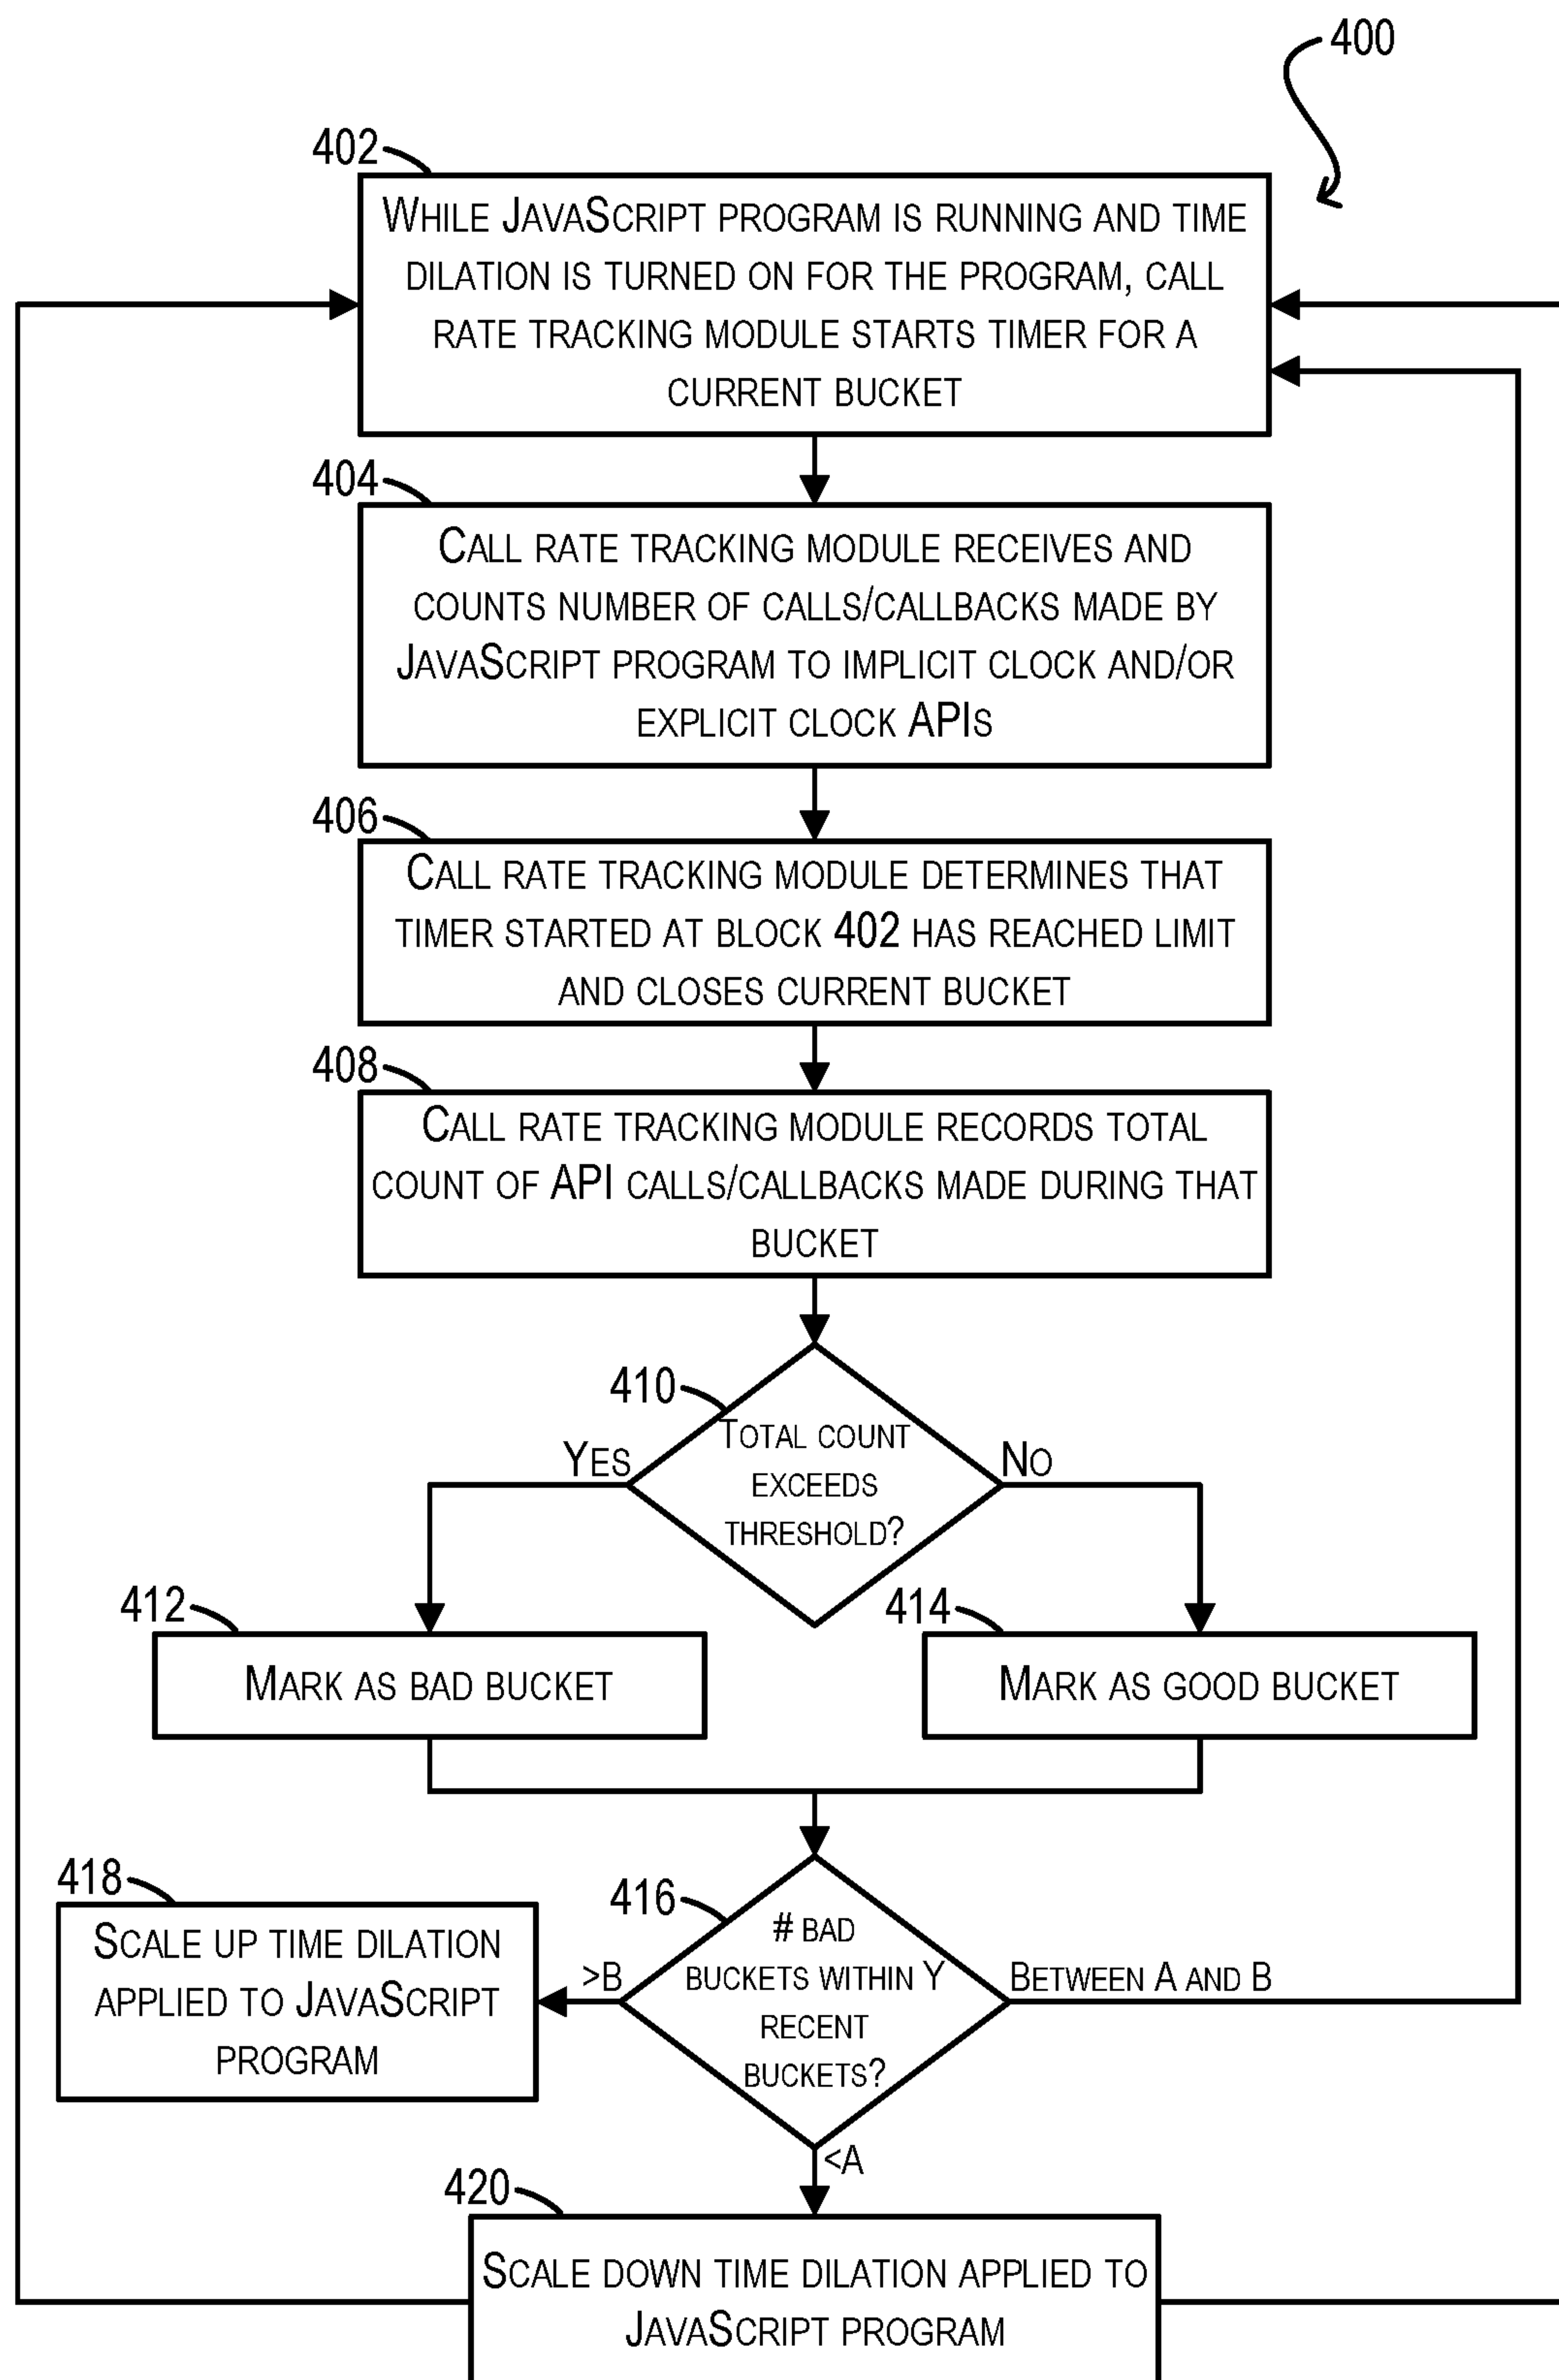 400
402
While JavaScript program is running and time
dilation is turned on for the program, call
rate tracking module starts timer for a
current bucket
404
Call rate tracking module receives and
counts number of calls/callbacks made by
JavaScript program to implicit clock and/or
explicit clock APIs
406
Call rate tracking module determines that
timer started at block 402 has reached limit
and closes current bucket
408
Call rate tracking module records total
count of API calls/callbacks made during that
bucket
410
Total count
exceeds
threshold?
Yes
No
412
Mark as bad bucket
414
Mark as good bucket
416
# bad
buckets within Y
recent
buckets?
>B
Between A and B
<A
418
Scale up time dilation
applied to JavaScript
program
420
Scale down time dilation applied to
JavaScript program